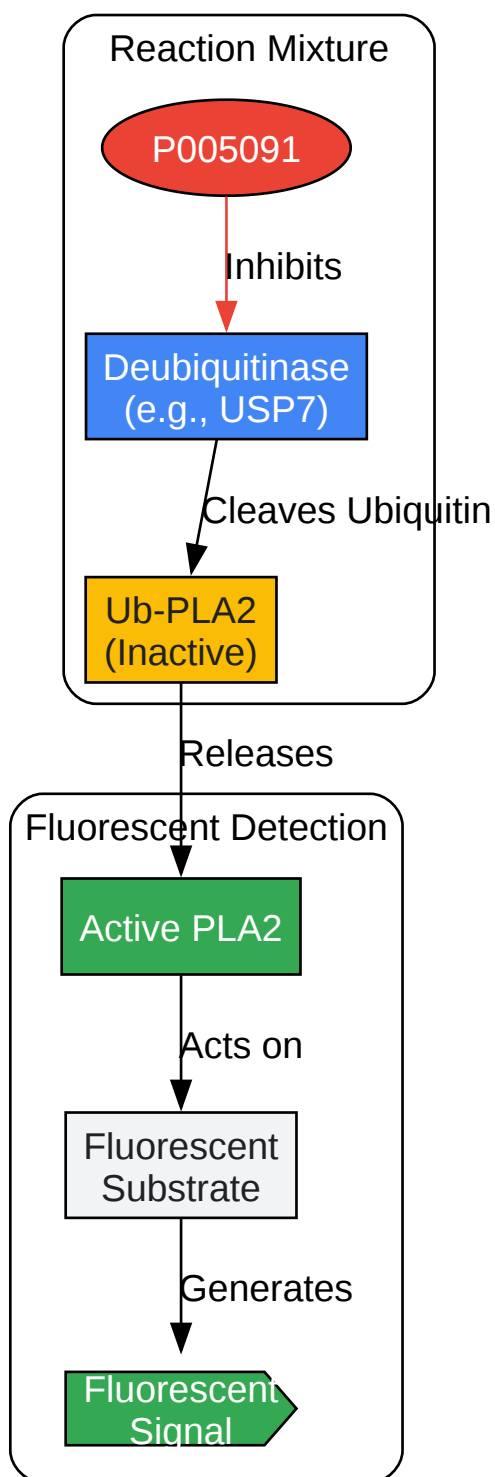 Reaction Mixture
P005091
Inhibits
Deubiquitinase
(e.g., USP7)
Cleaves Ubiquitin
Ub-PLA2
(Inactive)
Releases
Fluorescent Detection
Active PLA2
Acts on
Fluorescent
Substrate
Generates
Fluorescent
Signal